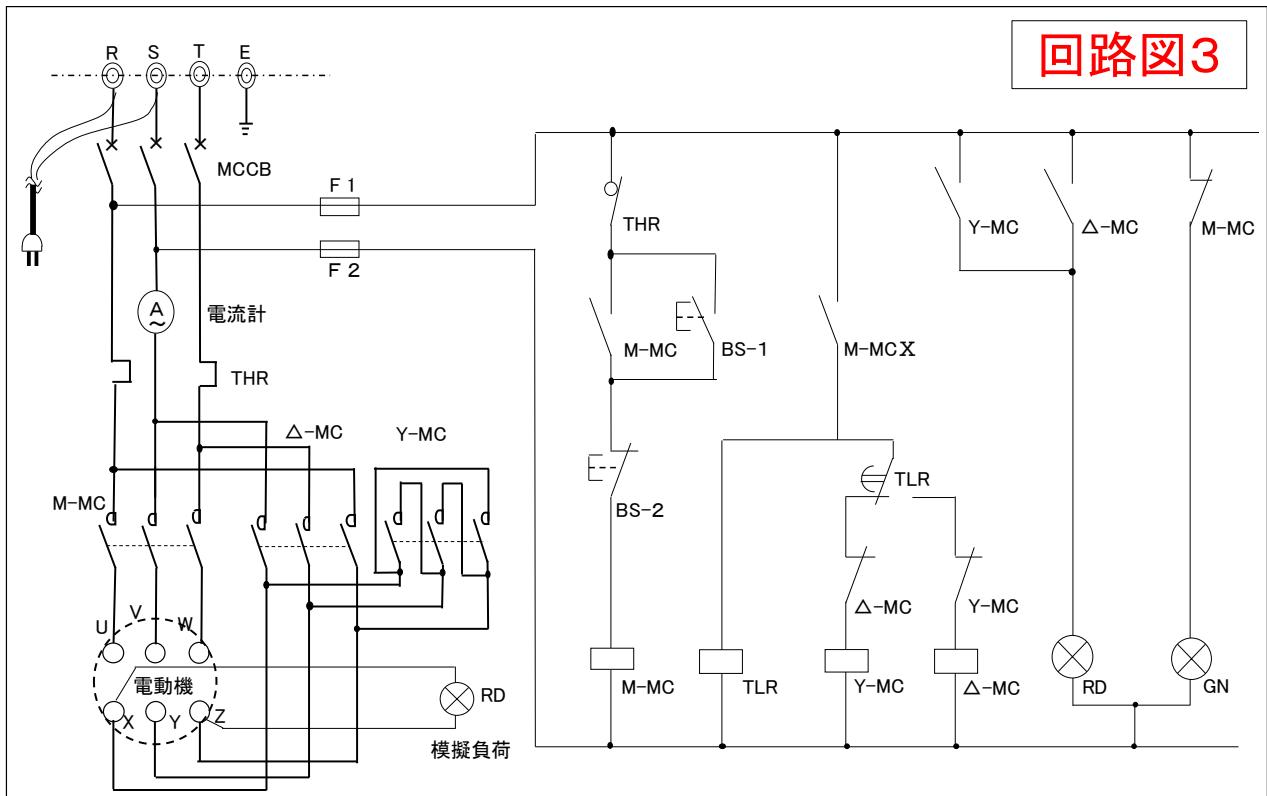 回路図3
R S T E
MCCB
F 1
F 2
A
~
電流計
THR
△-MC
Y-MC
M-MC
U
V
W
電動機
X
Y
Z
RD
模擬負荷
THR
M-MC
BS-1
BS-2
M-MC
M-MCX
TLR
TLR
△-MC
Y-MC
Y-MC
△-MC
Y-MC
△-MC
M-MC
RD
GN